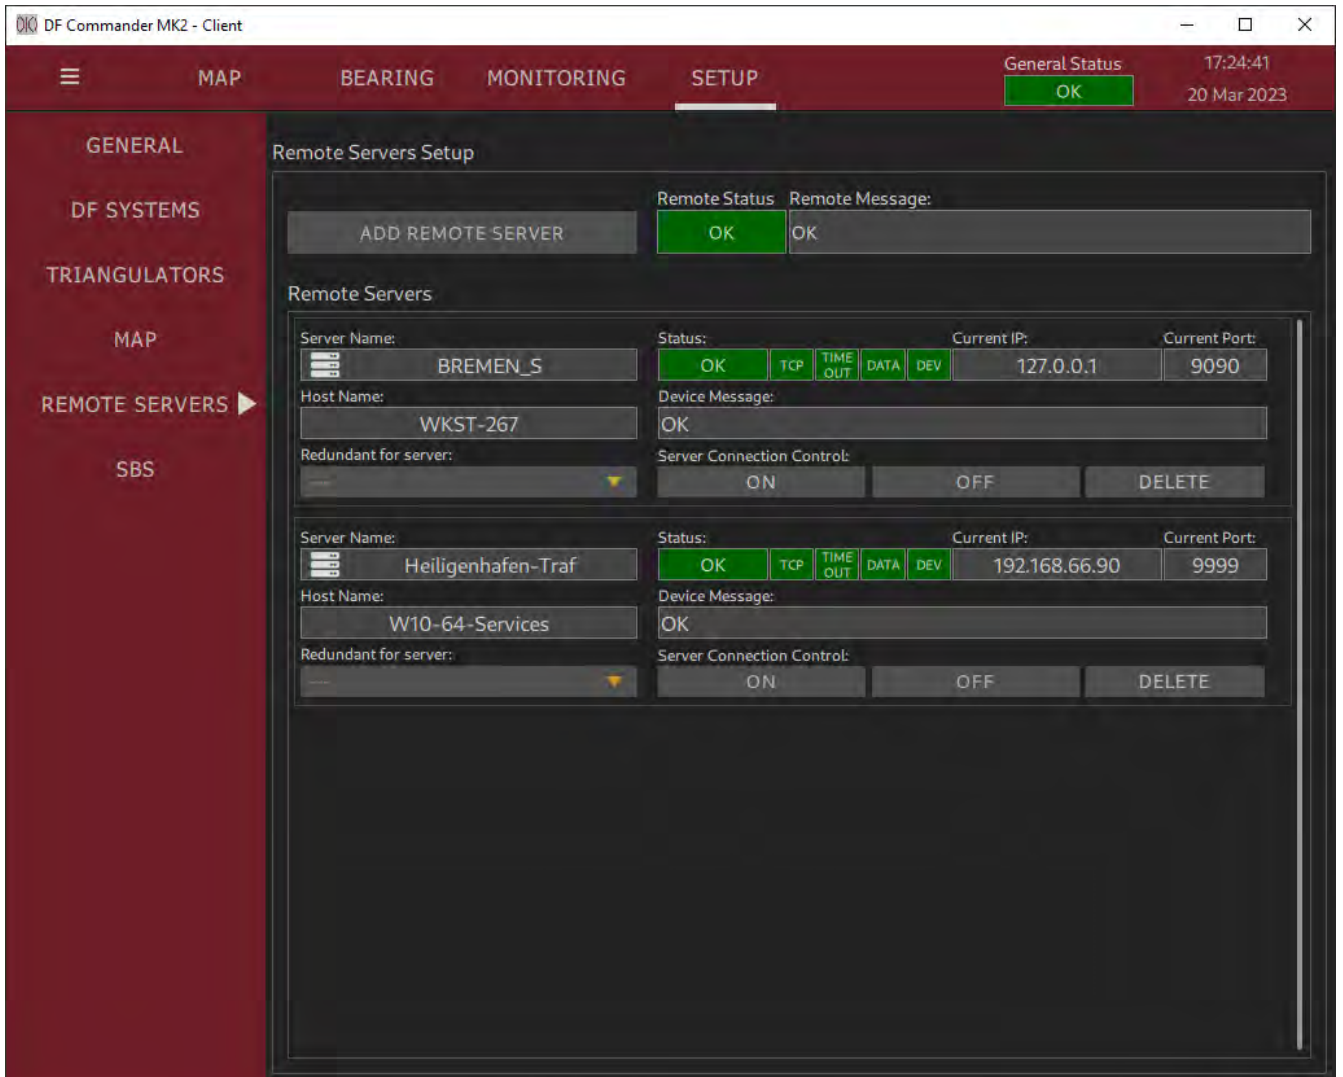 DF Commander MK2 - Client
MAP BEARING MONITORING SETUP
General Status
OK
17:24:41
20 Mar 2023
GENERAL
DF SYSTEMS
TRIANGULATORS
MAP
REMOTE SERVERS
SBS
Remote Servers Setup
ADD REMOTE SERVER
Remote Status
OK
Remote Message:
OK
Remote Servers
Server Name: Status: Current IP: Current Port:
BREMEN_S OK TCP TIME OUT DATA DEV 127.0.0.1 9090
Host Name: Device Message:
WKST-267 OK
Redundant for server: Server Connection Control:
--- ON OFF DELETE
Server Name: Status: Current IP: Current Port:
Heiligenhafen-Traf OK TCP TIME OUT DATA DEV 192.168.66.90 9999
Host Name: Device Message:
W10-64-Services OK
Redundant for server: Server Connection Control:
--- ON OFF DELETE